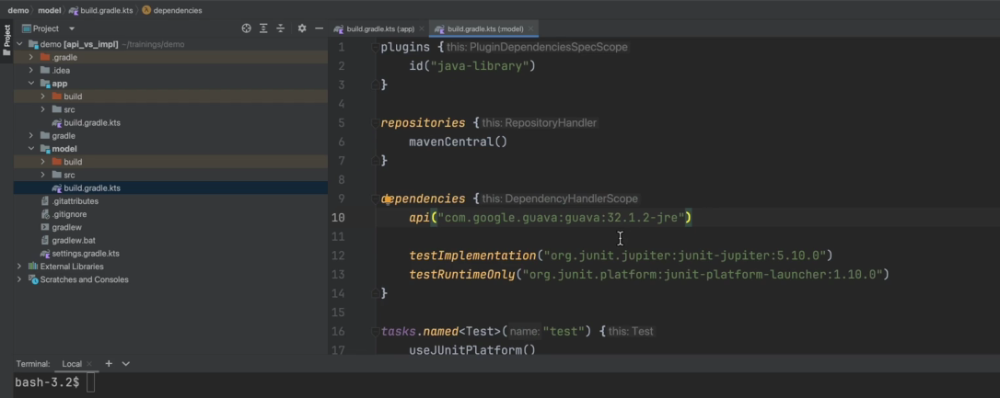 demo model build.gradle.kts dependencies
Project
Project
build.gradle.kts (:app)
build.gradle.kts (:model)
demo [api_vs_impl] ~/trainings/demo
.gradle
.idea
app
build
src
build.gradle.kts
gradle
model
build
src
build.gradle.kts
.gitattributes
.gitignore
gradlew
gradlew.bat
settings.gradle.kts
External Libraries
Scratches and Consoles
1 plugins { this: PluginDependenciesSpecScope
2 id("java-library")
3 }
4
5 repositories { this: RepositoryHandler
6 mavenCentral()
7 }
8
9 dependencies { this: DependencyHandlerScope
10 api("com.google.guava:guava:32.1.2-jre")
11
12 testImplementation("org.junit.jupiter:junit-jupiter:5.10.0")
13 testRuntimeOnly("org.junit.platform:junit-platform-launcher:1.10.0")
14 }
15
16 tasks.named<Test>( name: "test") { this: Test
17 useJUnitPlatform()
Terminal: Local
bash-3.2$